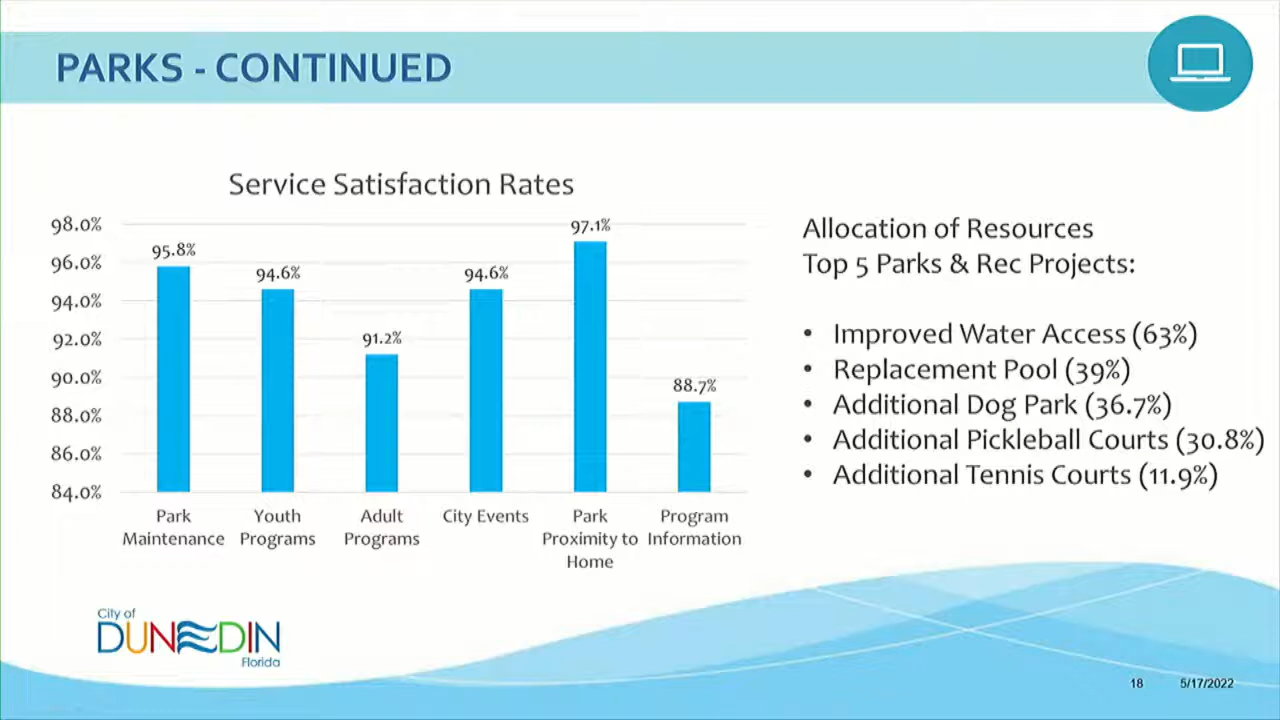 PARKS - CONTINUED
Service Satisfaction Rates
98.0%
96.0%
94.0%
92.0%
90.0%
88.0%
86.0%
84.0%
95.8%
94.6%
91.2%
94.6%
97.1%
88.7%
Park
Maintenance
Youth
Programs
Adult
Programs
City Events
Park
Proximity to
Home
Program
Information
Allocation of Resources
Top 5 Parks & Rec Projects:
• Improved Water Access (63%)
• Replacement Pool (39%)
• Additional Dog Park (36.7%)
• Additional Pickleball Courts (30.8%)
• Additional Tennis Courts (11.9%)
City of
DUNEDIN
Florida
18 5/17/2022